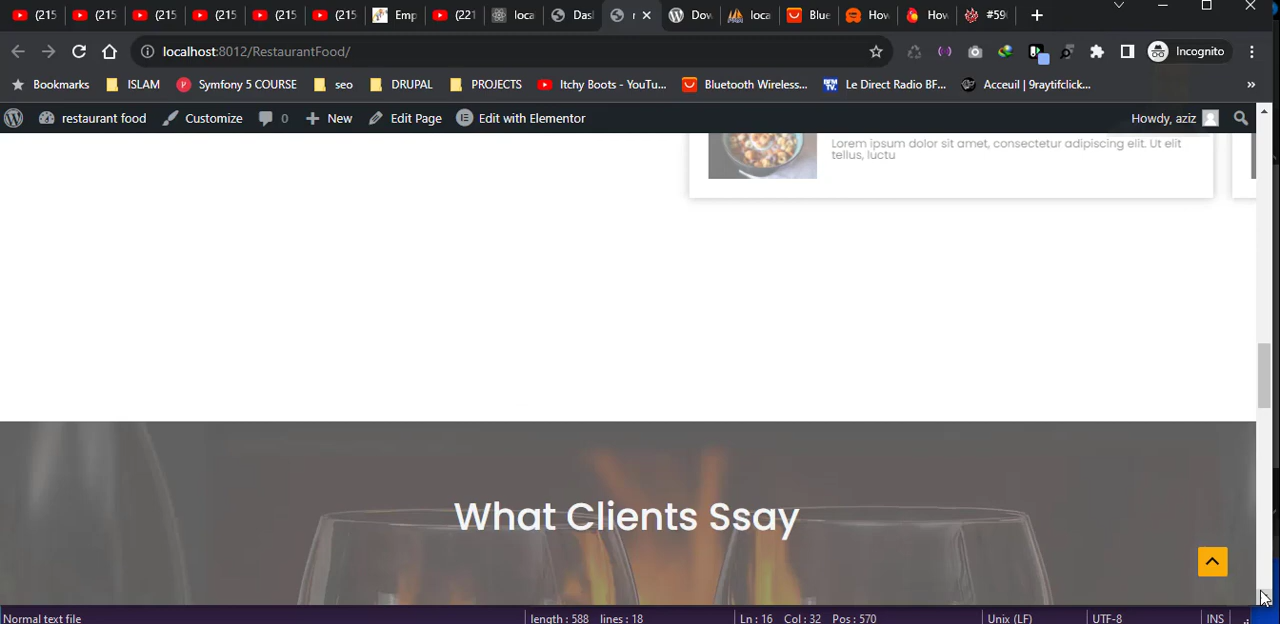 (215 (215 (215 (215 (215 (215 Emp (221 loca Das r Dow loca Blue How How #59
localhost:8012/RestaurantFood/ Incognito
Bookmarks ISLAM Symfony 5 COURSE seo DRUPAL PROJECTS Itchy Boots - YouTu... Bluetooth Wireless... Le Direct Radio BF... Acceuil | 9raytifclick... »
restaurant food Customize 0 New Edit Page Edit with Elementor Howdy, aziz
Lorem ipsum dolor sit amet, consectetur adipiscing elit. Ut elit
tellus, luctu
What Clients Ssay
Normal text file length : 588 lines : 18 Ln : 16 Col : 32 Pos : 570 Unix (LF) UTF-8 INS